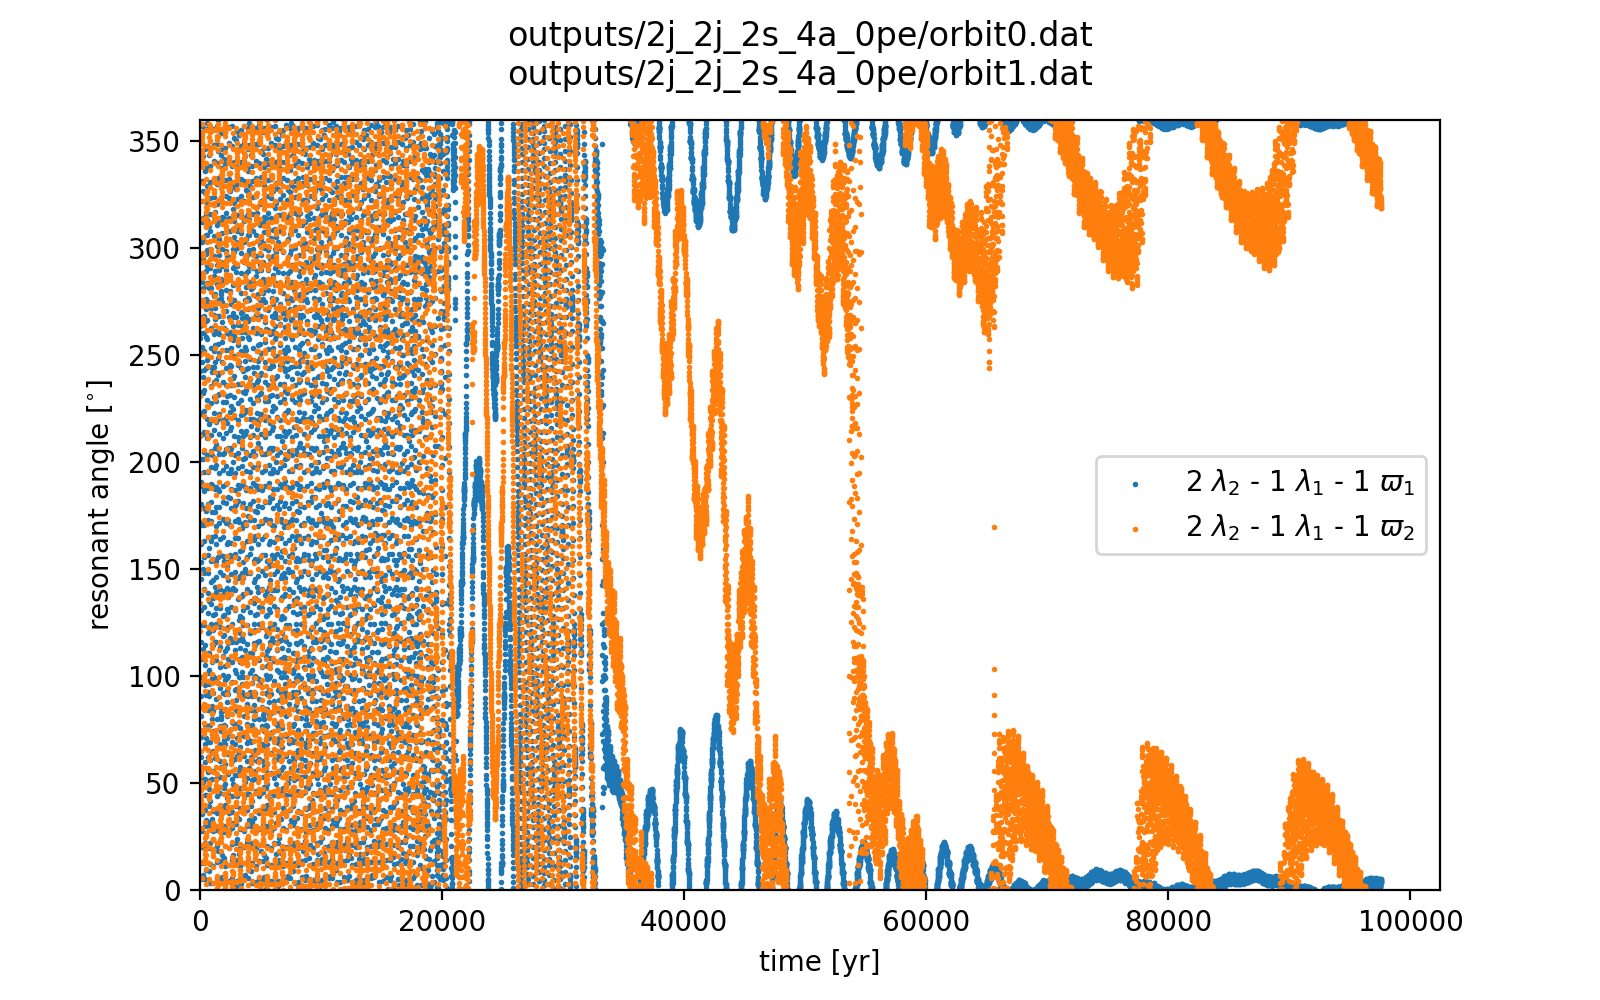 outputs/2j_2j_2s_4a_0pe/orbit0.dat
outputs/2j_2j_2s_4a_0pe/orbit1.dat
350
300
250
200
150
100
50
0
resonant angle [°]
2 λ₂ - 1 λ₁ - 1 ϖ₁
2 λ₂ - 1 λ₁ - 1 ϖ₂
0 20000 40000 60000 80000 100000
time [yr]